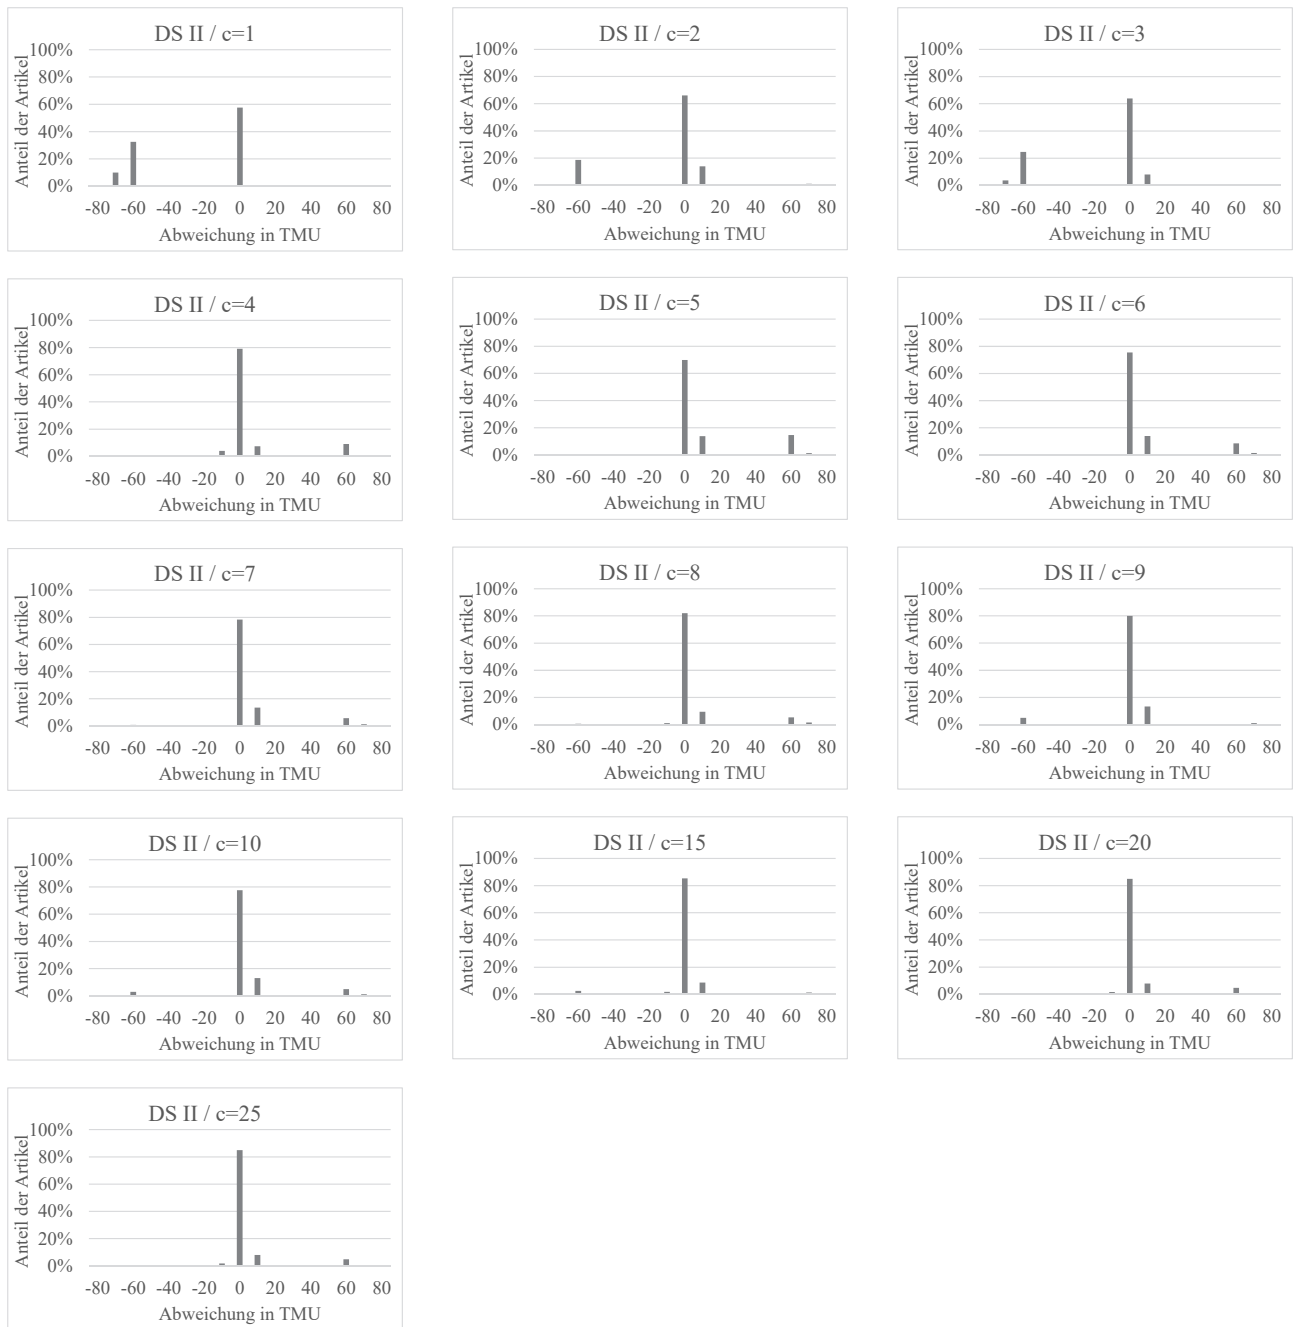 DS II / c=1
Anteil der Artikel
100%
80%
60%
40%
20%
0%
-80 -60 -40 -20 0 20 40 60 80
Abweichung in TMU
DS II / c=2
Anteil der Artikel
100%
80%
60%
40%
20%
0%
-80 -60 -40 -20 0 20 40 60 80
Abweichung in TMU
DS II / c=3
Anteil der Artikel
100%
80%
60%
40%
20%
0%
-80 -60 -40 -20 0 20 40 60 80
Abweichung in TMU
DS II / c=4
Anteil der Artikel
100%
80%
60%
40%
20%
0%
-80 -60 -40 -20 0 20 40 60 80
Abweichung in TMU
DS II / c=5
Anteil der Artikel
100%
80%
60%
40%
20%
0%
-80 -60 -40 -20 0 20 40 60 80
Abweichung in TMU
DS II / c=6
Anteil der Artikel
100%
80%
60%
40%
20%
0%
-80 -60 -40 -20 0 20 40 60 80
Abweichung in TMU
DS II / c=7
Anteil der Artikel
100%
80%
60%
40%
20%
0%
-80 -60 -40 -20 0 20 40 60 80
Abweichung in TMU
DS II / c=8
Anteil der Artikel
100%
80%
60%
40%
20%
0%
-80 -60 -40 -20 0 20 40 60 80
Abweichung in TMU
DS II / c=9
Anteil der Artikel
100%
80%
60%
40%
20%
0%
-80 -60 -40 -20 0 20 40 60 80
Abweichung in TMU
DS II / c=10
Anteil der Artikel
100%
80%
60%
40%
20%
0%
-80 -60 -40 -20 0 20 40 60 80
Abweichung in TMU
DS II / c=15
Anteil der Artikel
100%
80%
60%
40%
20%
0%
-80 -60 -40 -20 0 20 40 60 80
Abweichung in TMU
DS II / c=20
Anteil der Artikel
100%
80%
60%
40%
20%
0%
-80 -60 -40 -20 0 20 40 60 80
Abweichung in TMU
DS II / c=25
Anteil der Artikel
100%
80%
60%
40%
20%
0%
-80 -60 -40 -20 0 20 40 60 80
Abweichung in TMU